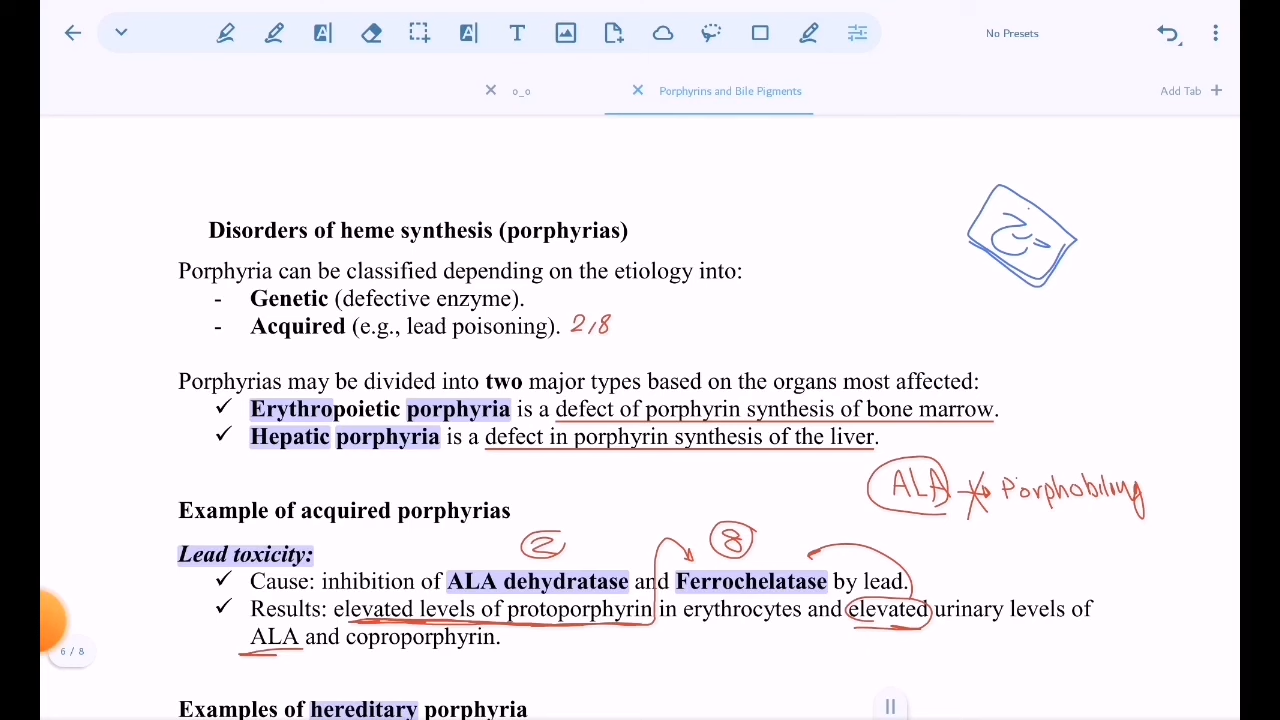 No Presets
o_o
Porphyrins and Bile Pigments
Add Tab
Disorders of heme synthesis (porphyrias)
Porphyria can be classified depending on the etiology into:
- Genetic (defective enzyme).
- Acquired (e.g., lead poisoning). 2,8
Porphyrias may be divided into two major types based on the organs most affected:
✓ Erythropoietic porphyria is a defect of porphyrin synthesis of bone marrow.
✓ Hepatic porphyria is a defect in porphyrin synthesis of the liver.
ALA
Example of acquired porphyrias
2 8
Lead toxicity:
✓ Cause: inhibition of ALA dehydratase and Ferrochelatase by lead.
✓ Results: elevated levels of protoporphyrin in erythrocytes and elevated urinary levels of
ALA and coproporphyrin.
6 / 8
Examples of hereditary porphyria